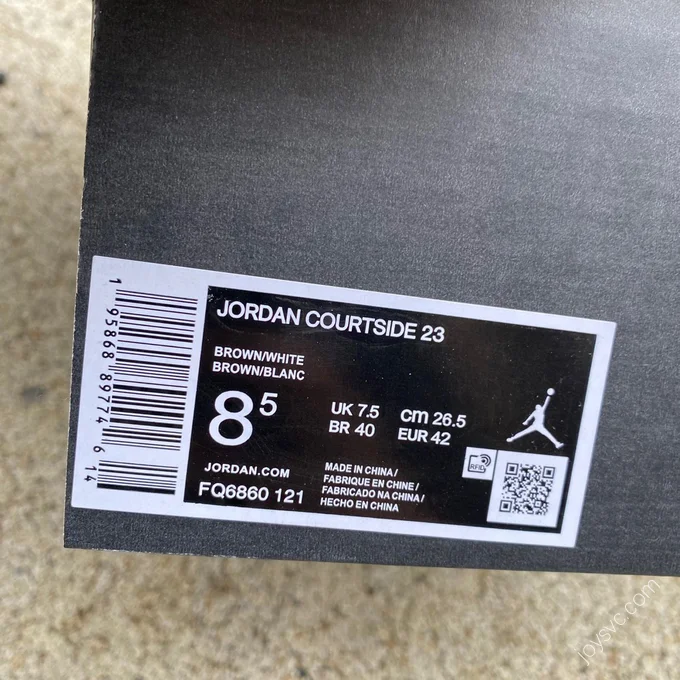 JORDAN COURTSIDE 23
BROWN/WHITE
BROWN/BLANC
8⁵
UK 7.5 cm 26.5
BR 40 EUR 42
JORDAN.COM
FQ6860 121
MADE IN CHINA/
FABRIQUE EN CHINE/
FABRICADO NA CHINA/
HECHO EN CHINA
RFID
1 95868 89774 6 14
joysvc.com